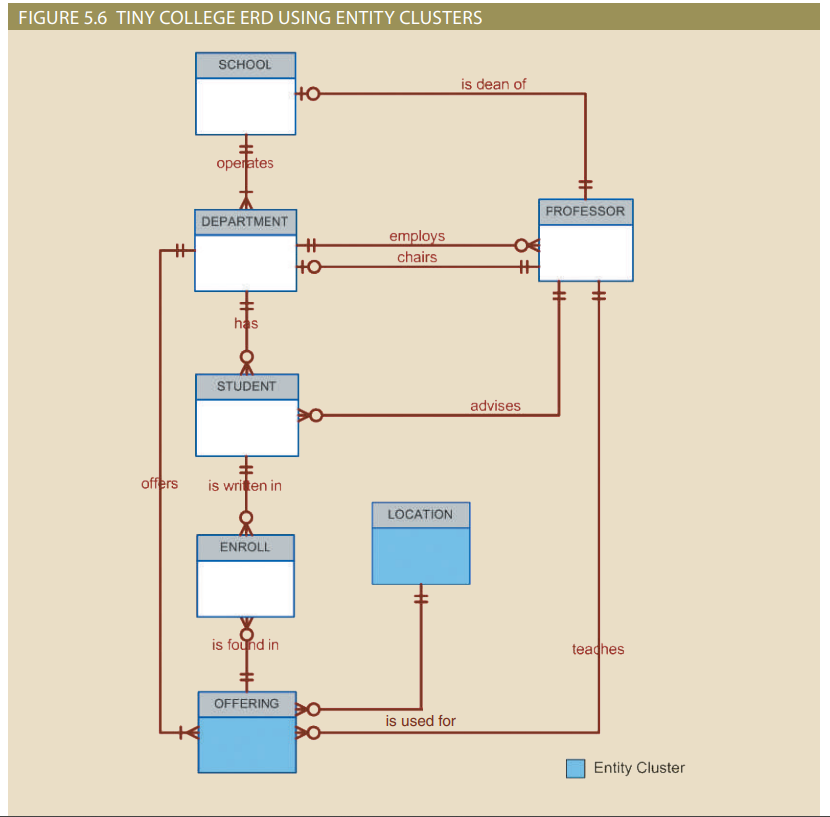 FIGURE 5.6 TINY COLLEGE ERD USING ENTITY CLUSTERS
SCHOOL
is dean of
operates
DEPARTMENT
PROFESSOR
employs
chairs
has
STUDENT
advises
offers
is written in
LOCATION
ENROLL
is found in
teaches
OFFERING
is used for
Entity Cluster